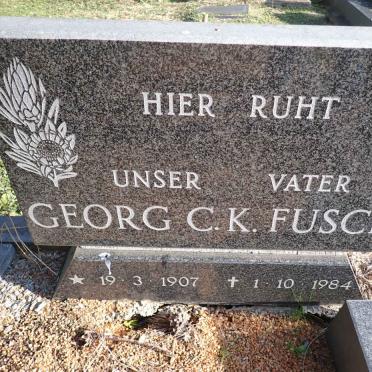 HIER RUHT
UNSER VATER
GEORG C.K. FUSC
★ 19·3·1907 ✝ 1·10·1984